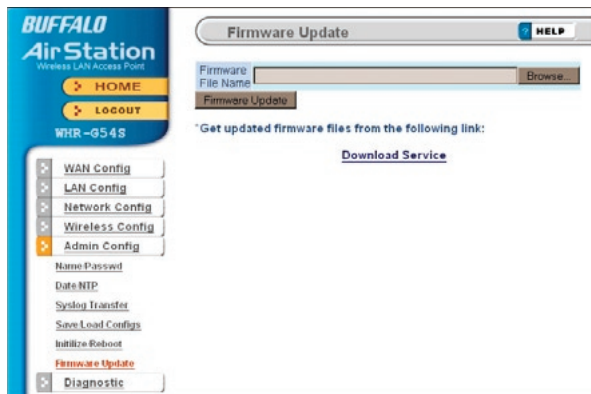 BUFFALO
AirStation
Wireless LAN Access Point
HOME
LOGOUT
WHR-G54S
WAN Config
LAN Config
Network Config
Wireless Config
Admin Config
Name/Passwd
Date/NTP
Syslog Transfer
Save/Load Configs
Initilize/Reboot
Firmware Update
Diagnostic
Firmware Update
? HELP
Firmware
File Name
Browse...
Firmware Update
*Get updated firmware files from the following link:
Download Service